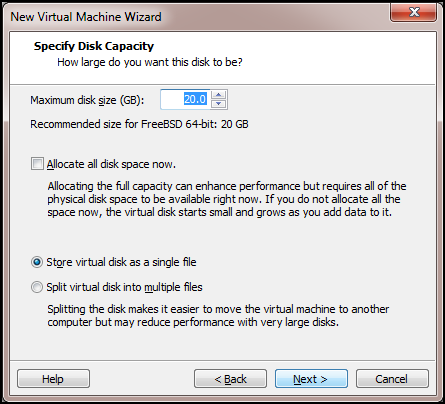 New Virtual Machine Wizard
Specify Disk Capacity
How large do you want this disk to be?
Maximum disk size (GB): 20.0
Recommended size for FreeBSD 64-bit: 20 GB
Allocate all disk space now.
Allocating the full capacity can enhance performance but requires all of the
physical disk space to be available right now. If you do not allocate all the
space now, the virtual disk starts small and grows as you add data to it.
Store virtual disk as a single file
Split virtual disk into multiple files
Splitting the disk makes it easier to move the virtual machine to another
computer but may reduce performance with very large disks.
Help < Back Next > Cancel